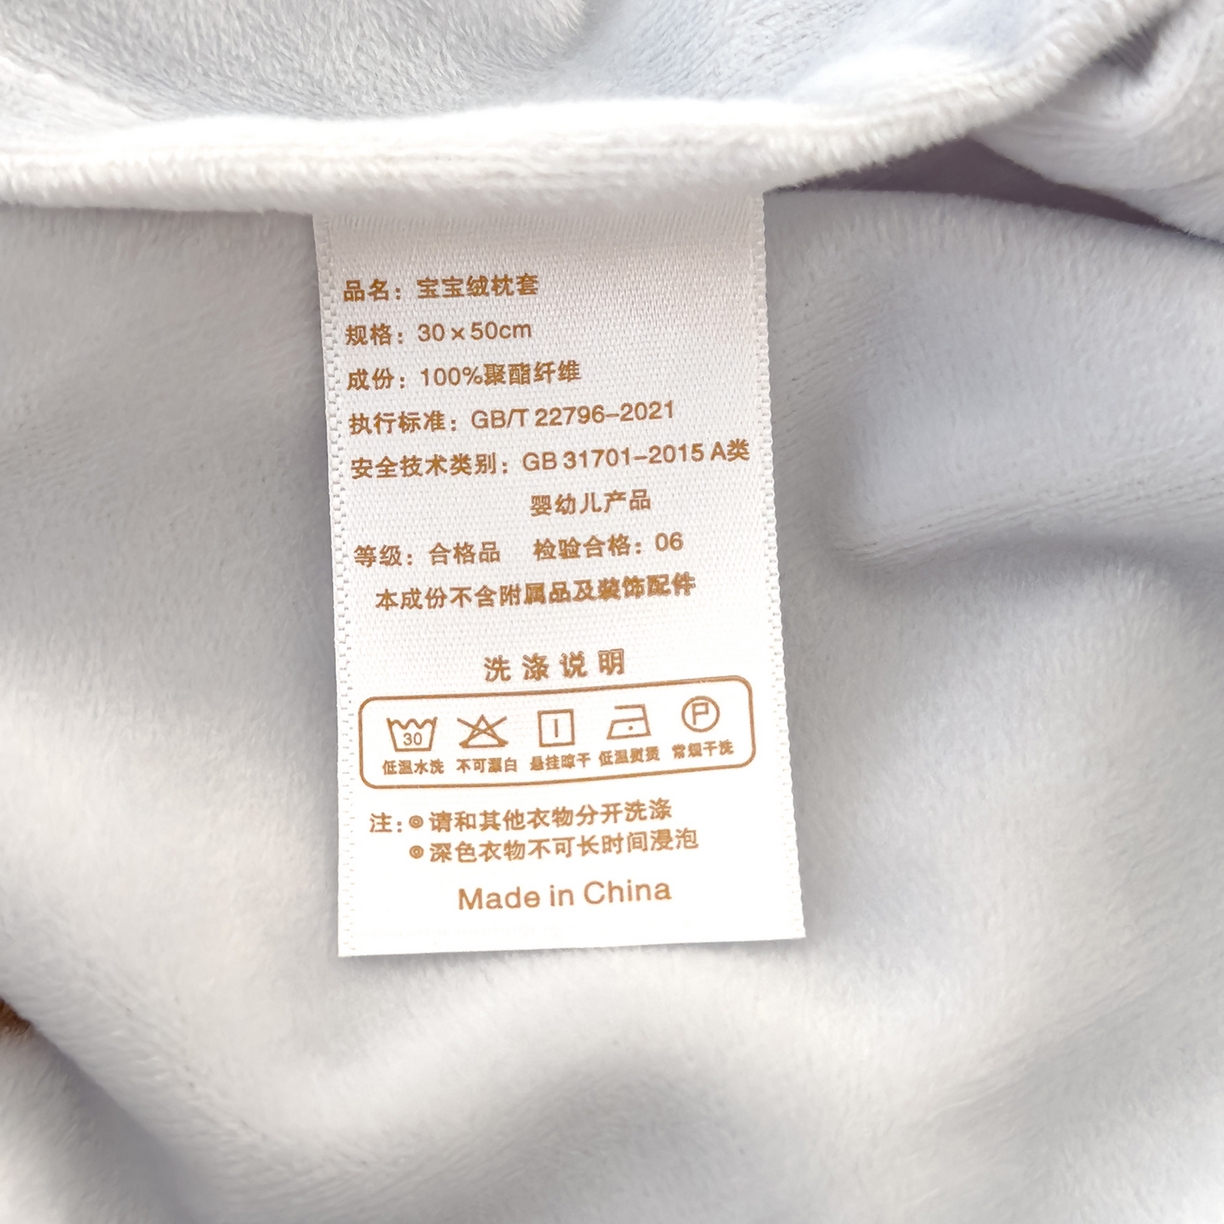 品名：宝宝绒枕套
规格：30×50cm
成份：100%聚酯纤维
执行标准：GB/T 22796-2021
安全技术类别：GB 31701-2015 A类
婴幼儿产品
等级：合格品 检验合格：06
本成份不含附属品及装饰配件
洗涤说明
30 P
低温水洗 不可漂白 悬挂晾干 低温熨烫 常规干洗
注：◎请和其他衣物分开洗涤
◎深色衣物不可长时间浸泡
Made in China